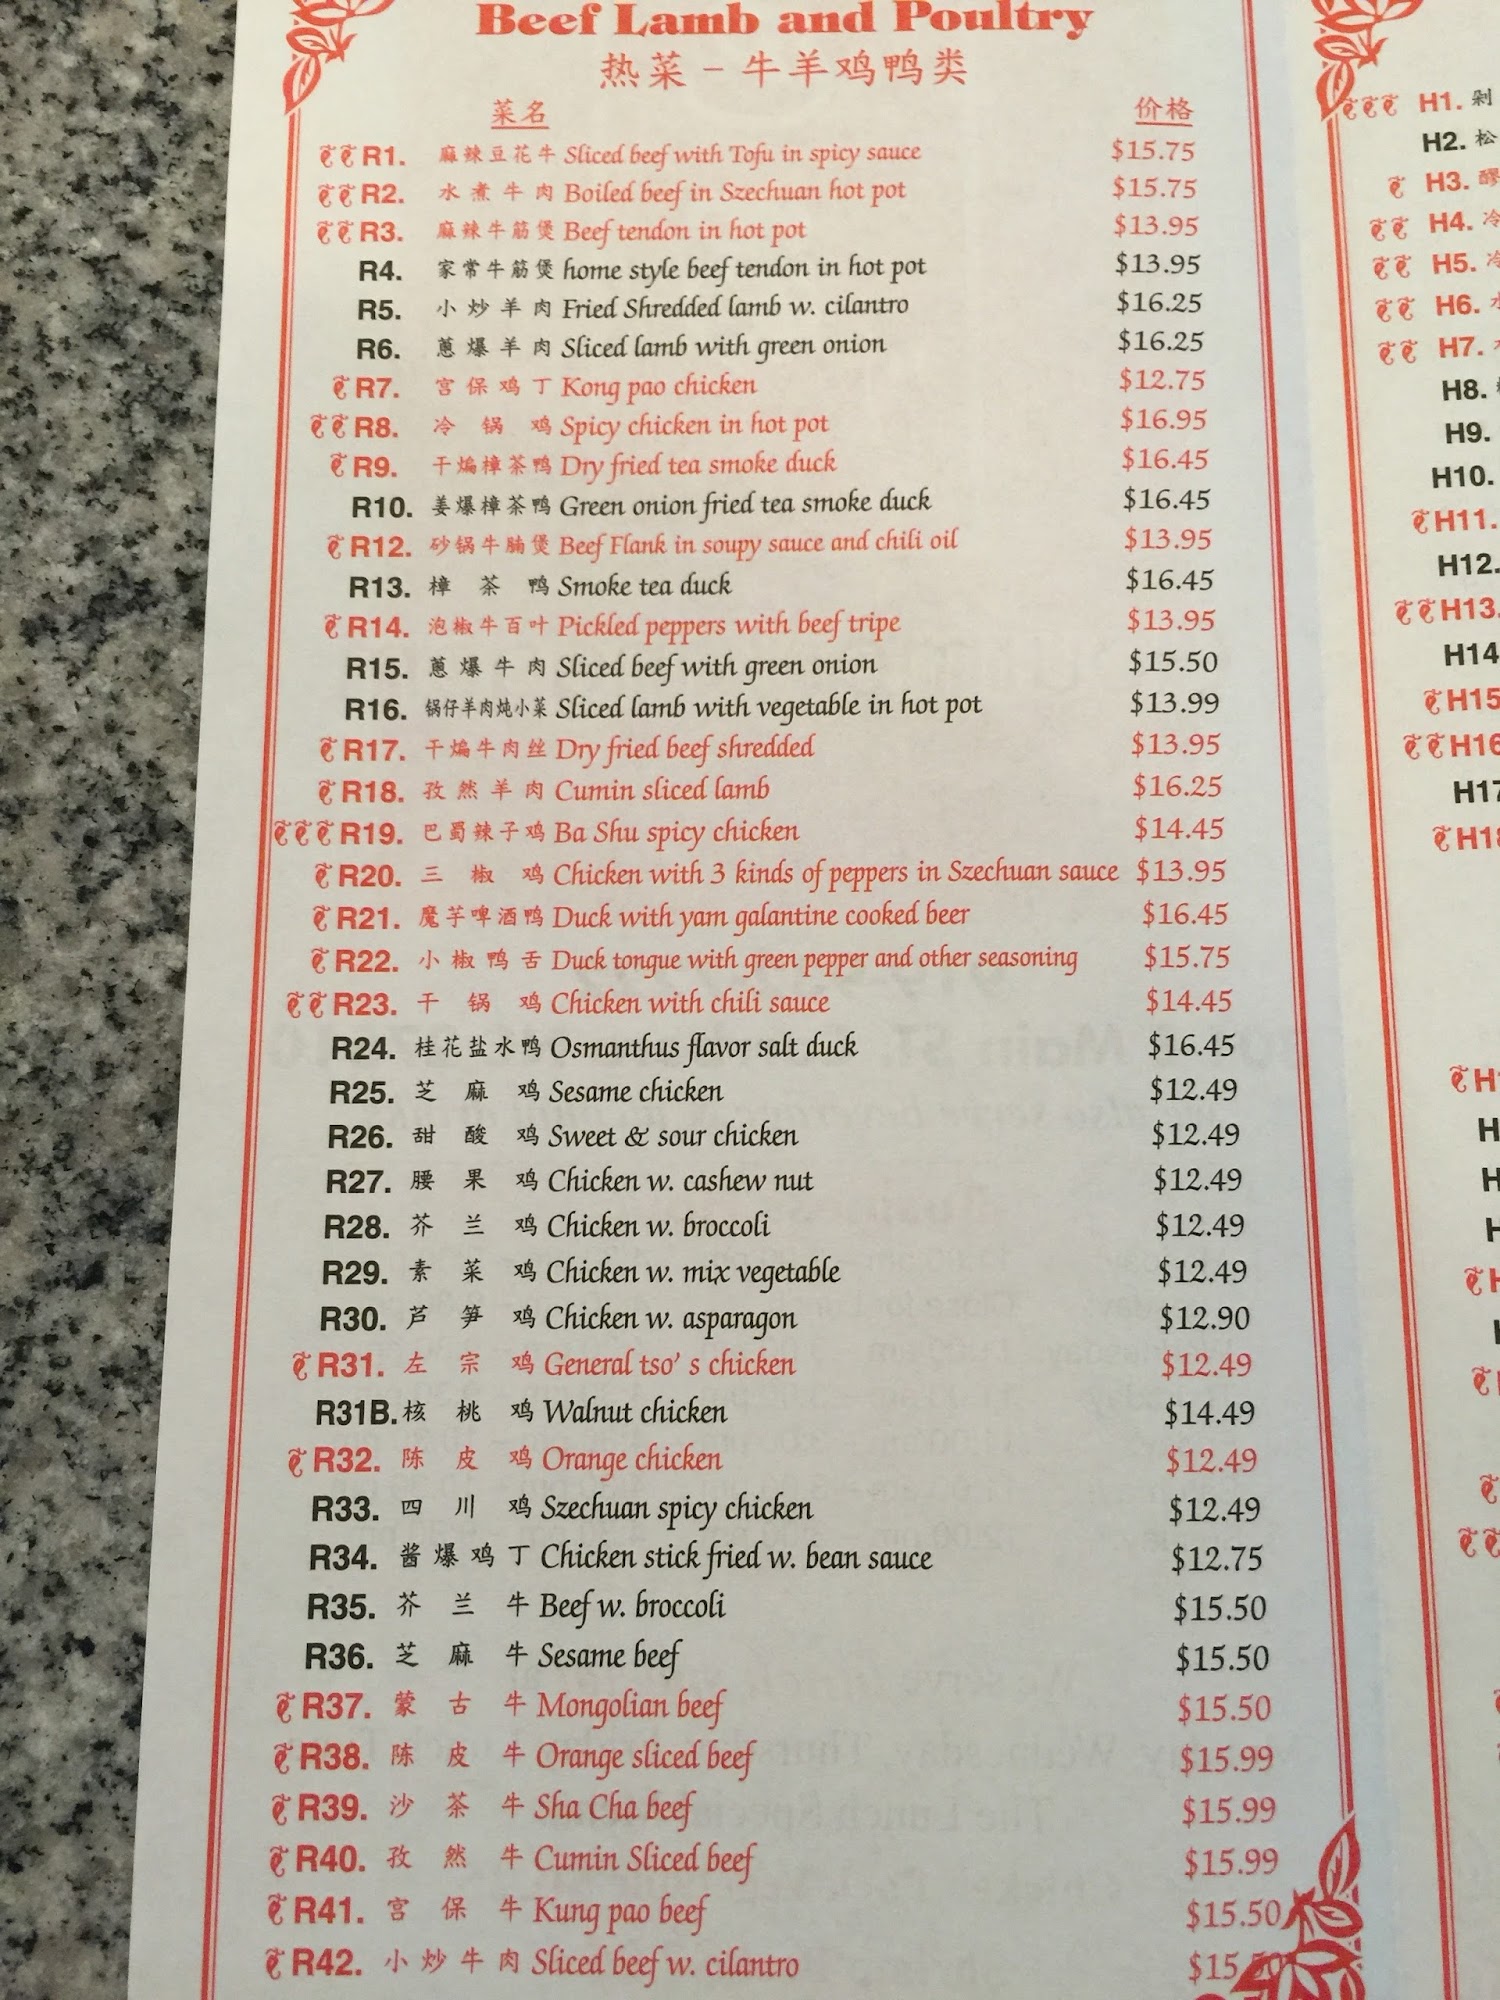 Beef Lamb and Poultry
热菜 - 牛羊鸡鸭类
菜名 价格
R1. 麻辣豆花牛 Sliced beef with Tofu in spicy sauce $15.75
R2. 水煮牛肉 Boiled beef in Szechuan hot pot $15.75
R3. 麻辣牛筋煲 Beef tendon in hot pot $13.95
R4. 家常牛筋煲 home style beef tendon in hot pot $13.95
R5. 小炒羊肉 Fried Shredded lamb w. cilantro $16.25
R6. 蔥爆羊肉 Sliced lamb with green onion $16.25
R7. 宫保鸡丁 Kong pao chicken $12.75
R8. 冷锅鸡 Spicy chicken in hot pot $16.95
R9. 干煸樟茶鸭 Dry fried tea smoke duck $16.45
R10. 姜爆樟茶鸭 Green onion fried tea smoke duck $16.45
R12. 砂锅牛腩煲 Beef Flank in soupy sauce and chili oil $13.95
R13. 樟茶鸭 Smoke tea duck $16.45
R14. 泡椒牛百叶 Pickled peppers with beef tripe $13.95
R15. 蔥爆牛肉 Sliced beef with green onion $15.50
R16. 锅仔羊肉炖小菜 Sliced lamb with vegetable in hot pot $13.99
R17. 干煸牛肉丝 Dry fried beef shredded $13.95
R18. 孜然羊肉 Cumin sliced lamb $16.25
R19. 巴蜀辣子鸡 Ba Shu spicy chicken $14.45
R20. 三椒鸡 Chicken with 3 kinds of peppers in Szechuan sauce $13.95
R21. 魔芋啤酒鸭 Duck with yam galantine cooked beer $16.45
R22. 小椒鸭舌 Duck tongue with green pepper and other seasoning $15.75
R23. 干锅鸡 Chicken with chili sauce $14.45
R24. 桂花盐水鸭 Osmanthus flavor salt duck $16.45
R25. 芝麻鸡 Sesame chicken $12.49
R26. 甜酸鸡 Sweet & sour chicken $12.49
R27. 腰果鸡 Chicken w. cashew nut $12.49
R28. 芥兰鸡 Chicken w. broccoli $12.49
R29. 素菜鸡 Chicken w. mix vegetable $12.49
R30. 芦笋鸡 Chicken w. asparagon $12.90
R31. 左宗鸡 General tso' s chicken $12.49
R31B. 核桃鸡 Walnut chicken $14.49
R32. 陈皮鸡 Orange chicken $12.49
R33. 四川鸡 Szechuan spicy chicken $12.49
R34. 酱爆鸡丁 Chicken stick fried w. bean sauce $12.75
R35. 芥兰牛 Beef w. broccoli $15.50
R36. 芝麻牛 Sesame beef $15.50
R37. 蒙古牛 Mongolian beef $15.50
R38. 陈皮牛 Orange sliced beef $15.99
R39. 沙茶牛 Sha Cha beef $15.99
R40. 孜然牛 Cumin Sliced beef $15.99
R41. 宫保牛 Kung pao beef $15.50
R42. 小炒牛肉 Sliced beef w. cilantro $15.50
H1. 剁
H2. 松
H3.
H4. 冷
H5. 冷
H6. 水
H7.
H8.
H9.
H10.
H11.
H12.
H13.
H14
H15
H16
H17
H18